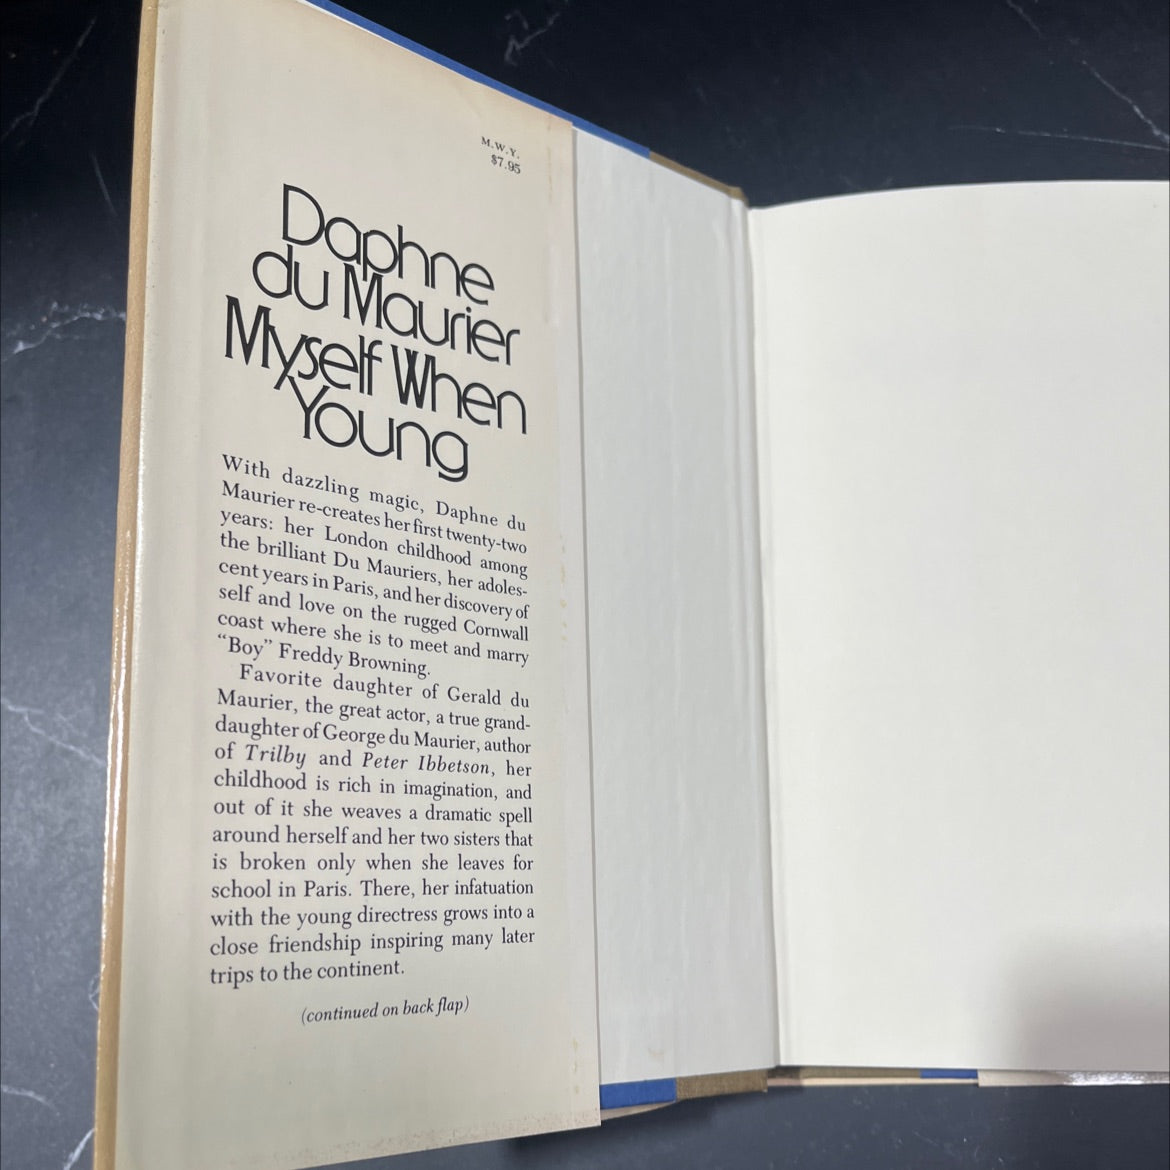 M.W.Y.
$7.95
Daphne
du Maurier
Myself When
Young
With dazzling magic, Daphne du
Maurier re-creates her first twenty-two
years: her London childhood among
the brilliant Du Mauriers, her adoles-
cent years in Paris, and her discovery of
self and love on the rugged Cornwall
coast where she is to meet and marry
“Boy” Freddy Browning.
Favorite daughter of Gerald du
Maurier, the great actor, a true grand-
daughter of George du Maurier, author
of Trilby and Peter Ibbetson, her
childhood is rich in imagination, and
out of it she weaves a dramatic spell
around herself and her two sisters that
is broken only when she leaves for
school in Paris. There, her infatuation
with the young directress grows into a
close friendship inspiring many later
trips to the continent.
(continued on back flap)